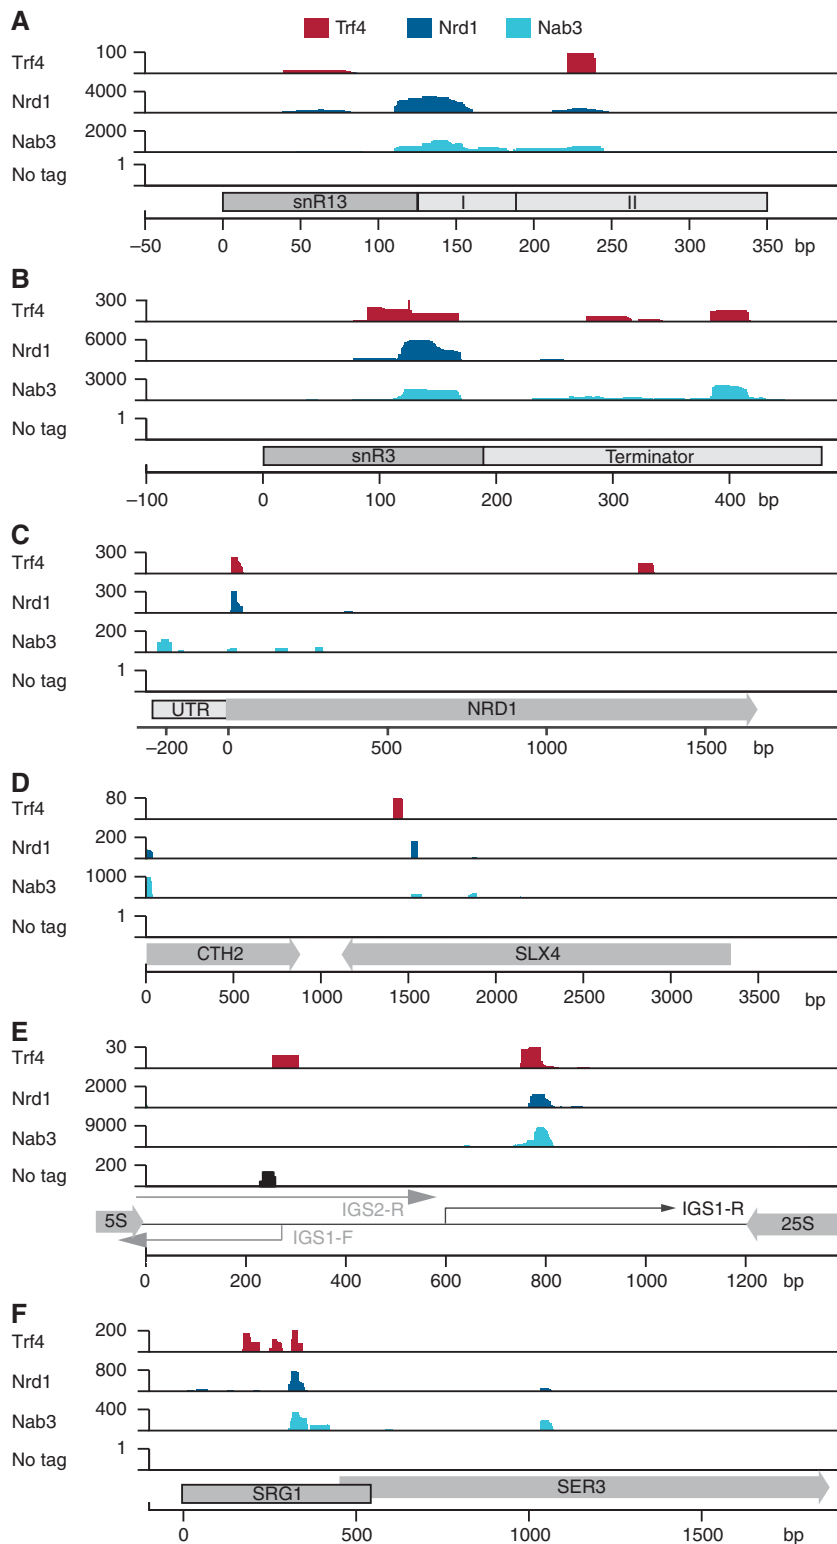 A
Trf4 Nrd1 Nab3
Trf4 100
Nrd1 4000
Nab3 2000
No tag 1
snR13 I II
–50 0 50 100 150 200 250 300 350 bp
B
Trf4 300
Nrd1 6000
Nab3 3000
No tag 1
snR3 Terminator
–100 0 100 200 300 400 bp
C
Trf4 300
Nrd1 300
Nab3 200
No tag 1
UTR NRD1
–200 0 500 1000 1500 bp
D
Trf4 80
Nrd1 200
Nab3 1000
No tag 1
CTH2 SLX4
0 500 1000 1500 2000 2500 3000 3500 bp
E
Trf4 30
Nrd1 2000
Nab3 9000
No tag 200
IGS2-R IGS1-R
5S 25S
IGS1-F
0 200 400 600 800 1000 1200 bp
F
Trf4 200
Nrd1 800
Nab3 400
No tag 1
SER3
SRG1
0 500 1000 1500 bp